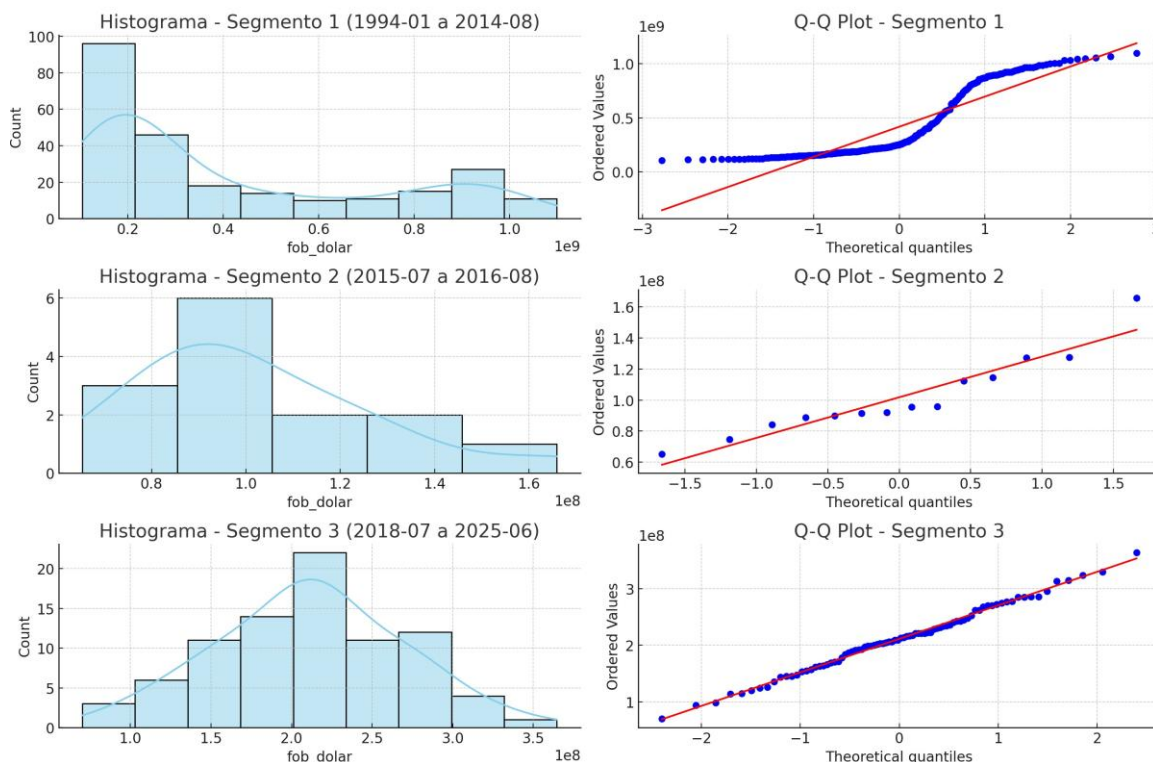 Histograma - Segmento 1 (1994-01 a 2014-08)
Count
100
80
60
40
20
0
0.2
0.4
0.6
0.8
1.0
1e9
fob_dolar
Q-Q Plot - Segmento 1
1e9
Ordered Values
1.0
0.5
0.0
−3
−2
−1
0
1
2
3
Theoretical quantiles
Histograma - Segmento 2 (2015-07 a 2016-08)
Count
6
4
2
0
0.8
1.0
1.2
1.4
1.6
1e8
fob_dolar
Q-Q Plot - Segmento 2
1e8
Ordered Values
1.6
1.4
1.2
1.0
0.8
0.6
−1.5
−1.0
−0.5
0.0
0.5
1.0
1.5
Theoretical quantiles
Histograma - Segmento 3 (2018-07 a 2025-06)
Count
20
15
10
5
0
1.0
1.5
2.0
2.5
3.0
3.5
1e8
fob_dolar
Q-Q Plot - Segmento 3
1e8
Ordered Values
3
2
1
−2
−1
0
1
2
Theoretical quantiles